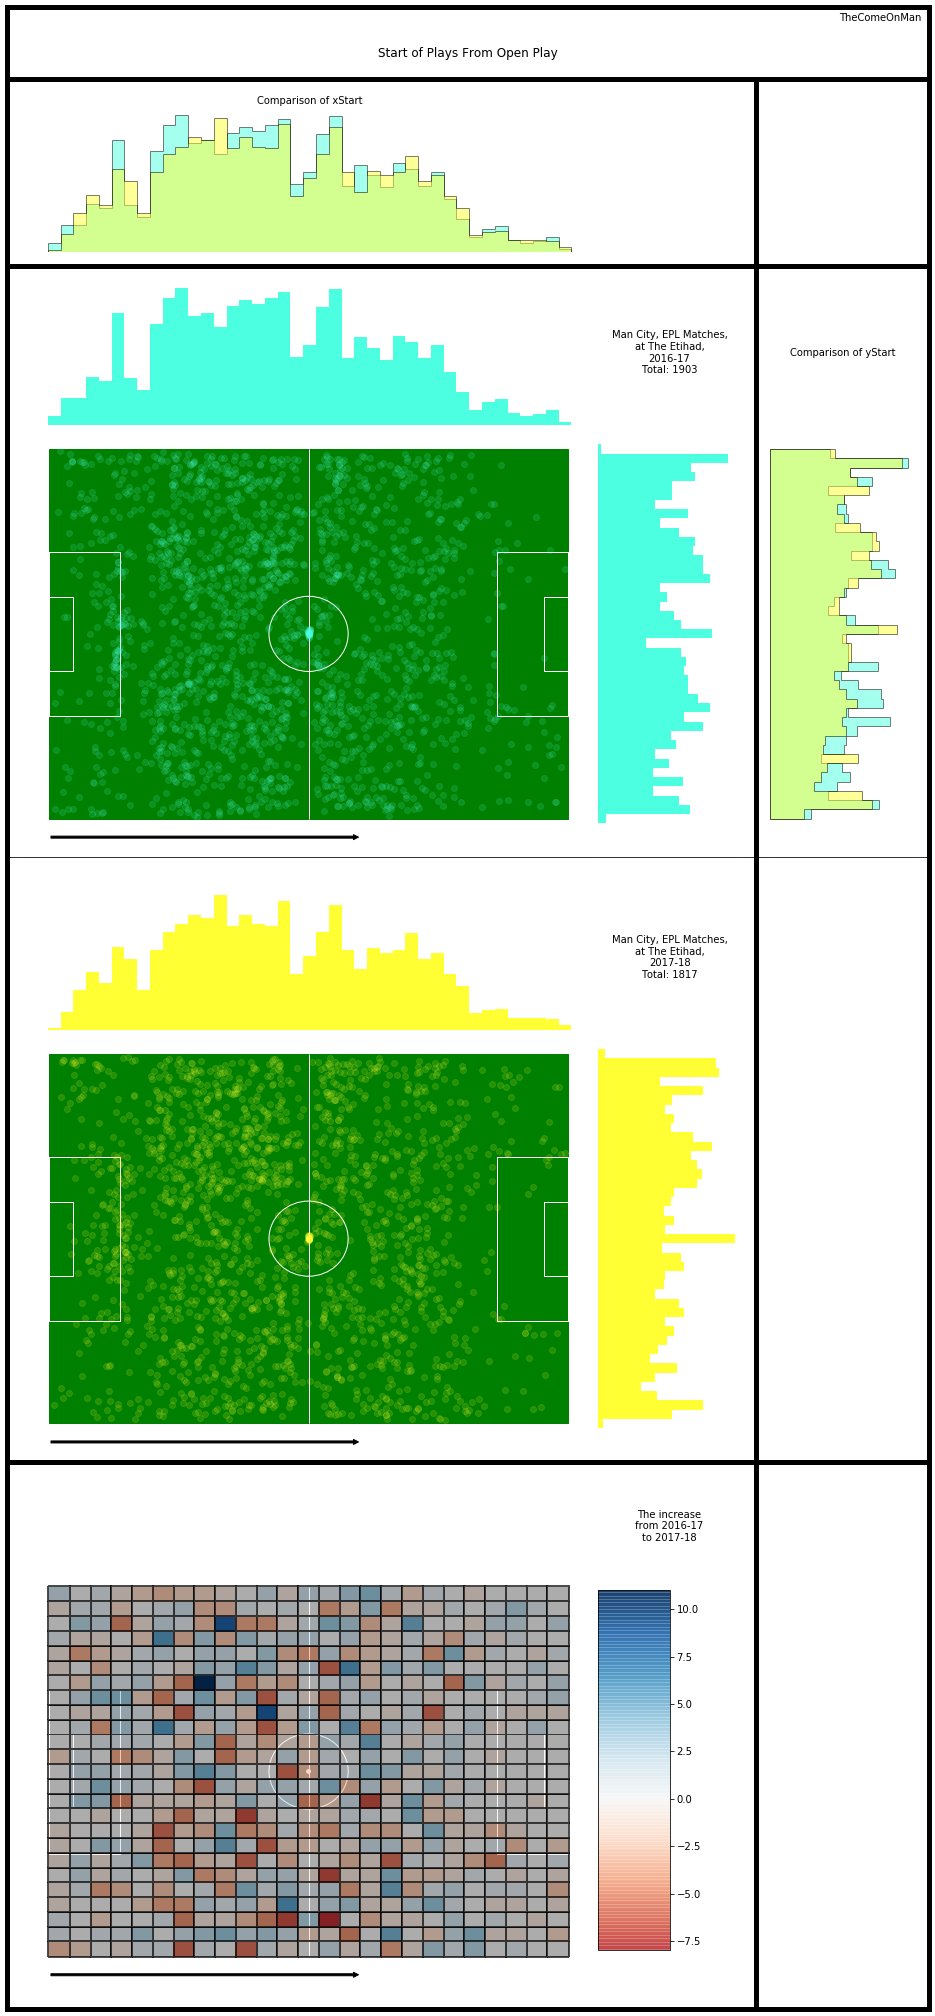 TheComeOnMan
Start of Plays From Open Play
Comparison of xStart
Man City, EPL Matches,
at The Etihad,
2016-17
Total: 1903
Comparison of yStart
Man City, EPL Matches,
at The Etihad,
2017-18
Total: 1817
The increase
from 2016-17
to 2017-18
10.0
7.5
5.0
2.5
0.0
−2.5
−5.0
−7.5